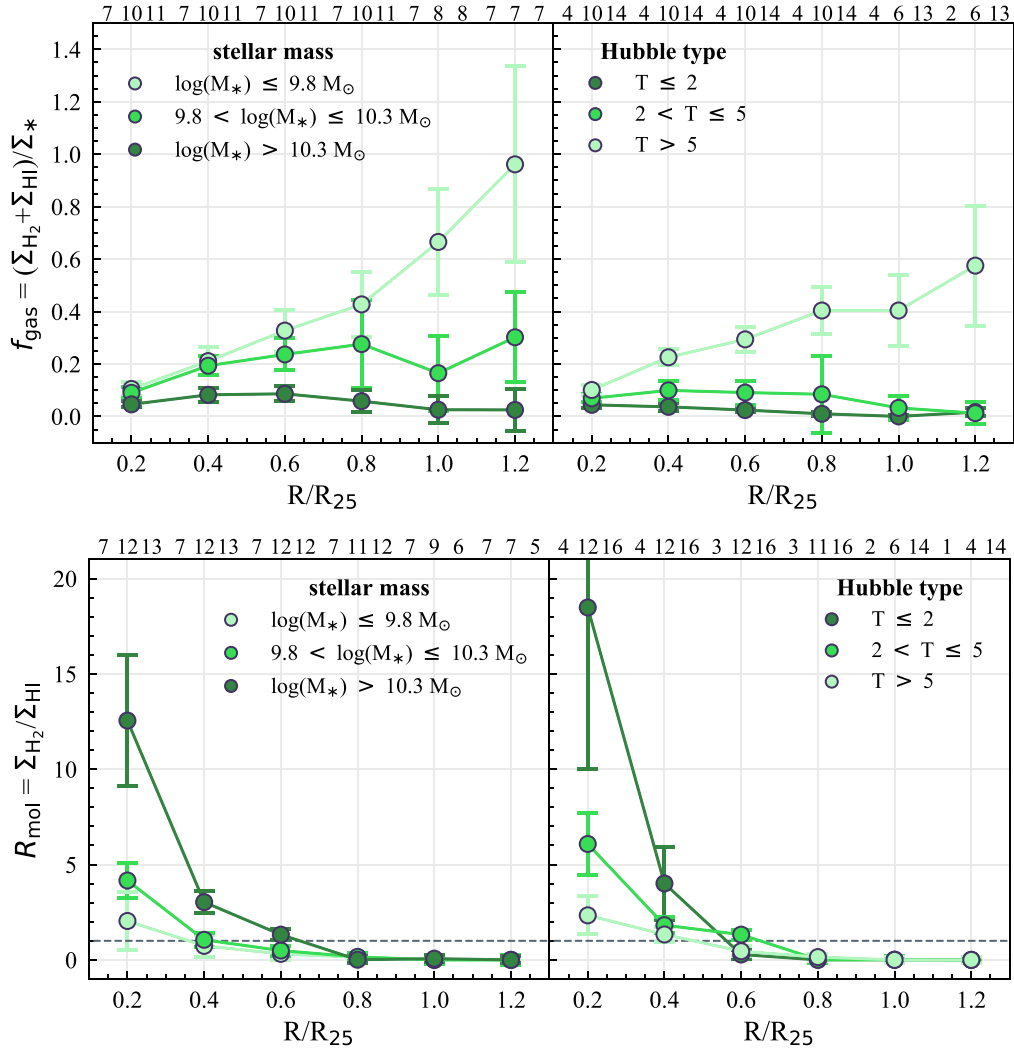 7 10 11 7 10 11 7 10 11 7 10 11 7 8 8 7 7 7
4 10 14 4 10 14 4 10 14 4 10 14 4 6 13 2 6 13
stellar mass
log(M∗) ≤ 9.8 M⊙
9.8 < log(M∗) ≤ 10.3 M⊙
log(M∗) > 10.3 M⊙
Hubble type
T ≤ 2
2 < T ≤ 5
T > 5
f_gas = (Σ_H₂+Σ_HI)/Σ∗
1.4
1.2
1.0
0.8
0.6
0.4
0.2
0.0
0.2 0.4 0.6 0.8 1.0 1.2
R/R₂₅
0.2 0.4 0.6 0.8 1.0 1.2
R/R₂₅
7 12 13 7 12 13 7 12 12 7 11 12 7 9 6 7 7 5
4 12 16 4 12 16 3 12 16 3 11 16 2 6 14 1 4 14
stellar mass
log(M∗) ≤ 9.8 M⊙
9.8 < log(M∗) ≤ 10.3 M⊙
log(M∗) > 10.3 M⊙
Hubble type
T ≤ 2
2 < T ≤ 5
T > 5
R_mol = Σ_H₂/Σ_HI
20
15
10
5
0
0.2 0.4 0.6 0.8 1.0 1.2
R/R₂₅
0.2 0.4 0.6 0.8 1.0 1.2
R/R₂₅